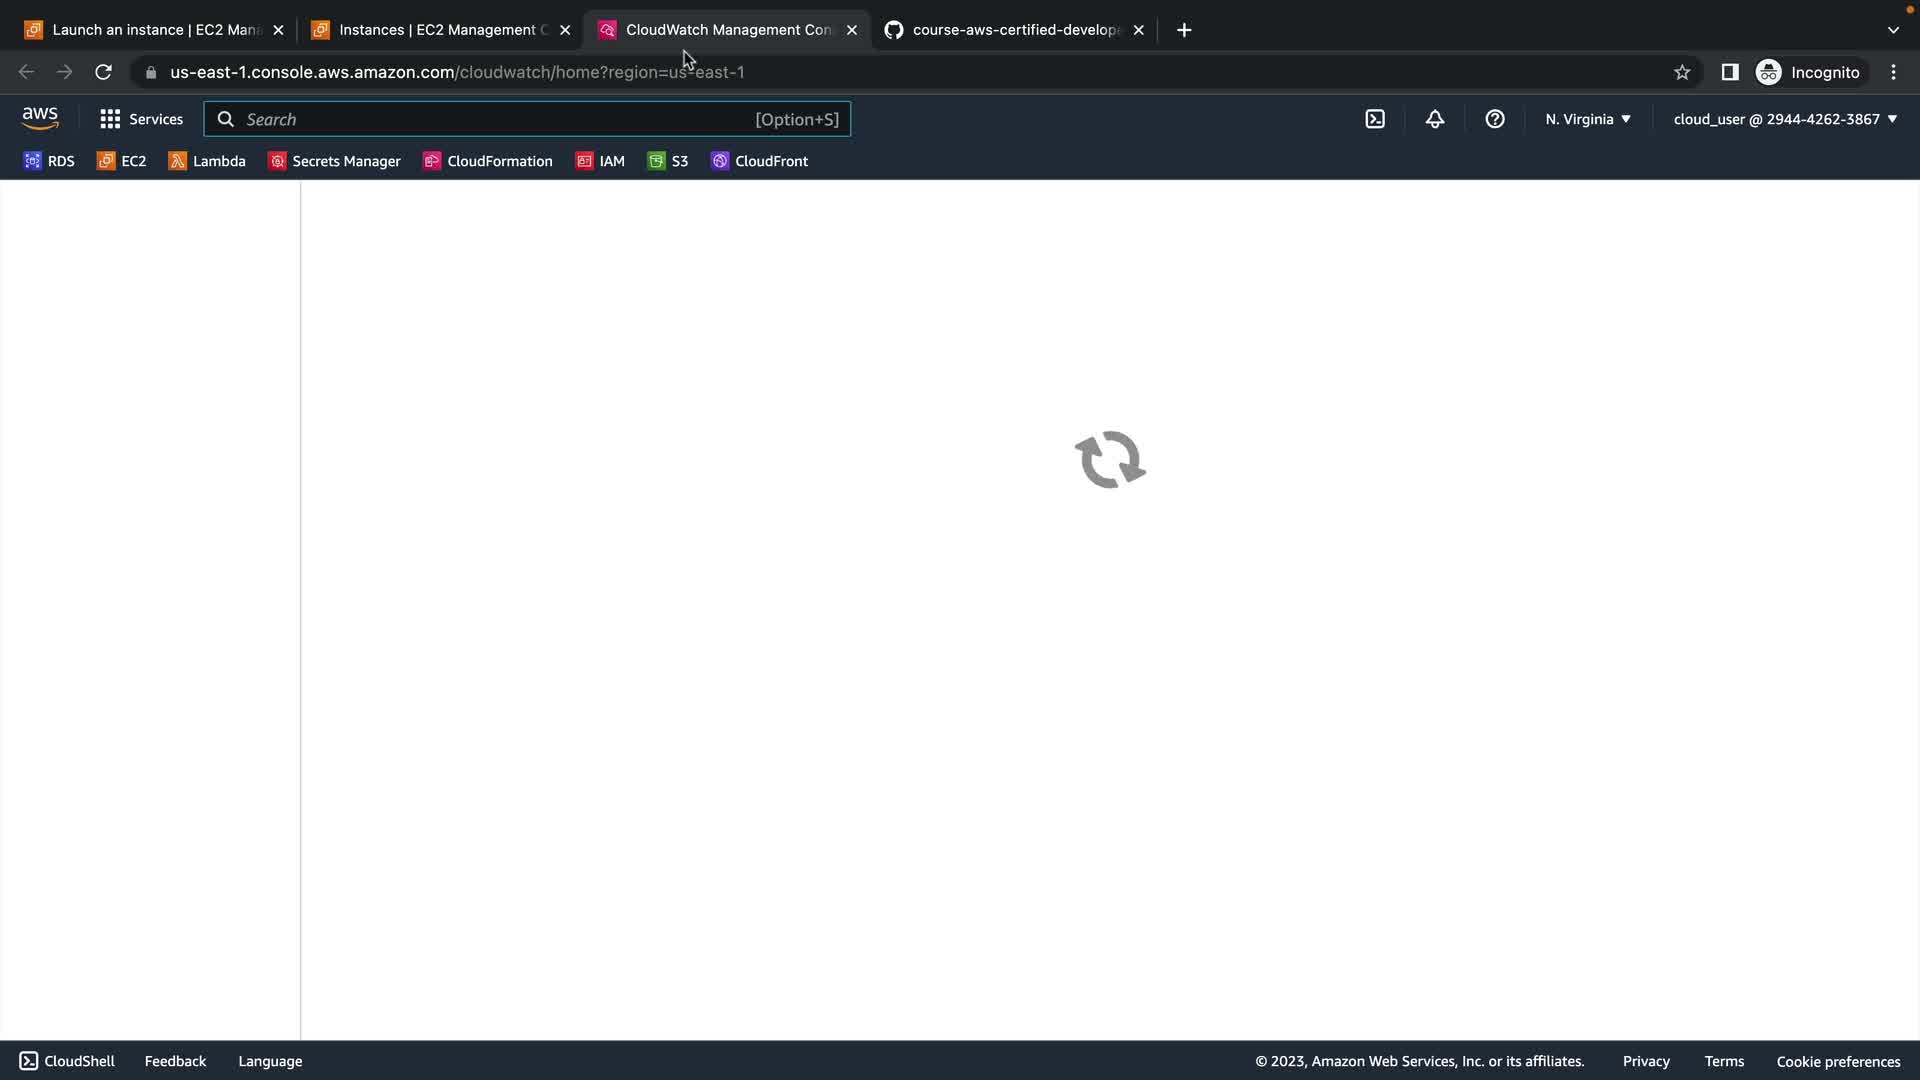 Launch an instance | EC2 Mana
Instances | EC2 Management C
CloudWatch Management Con
course-aws-certified-develope
us-east-1.console.aws.amazon.com/cloudwatch/home?region=us-east-1
Incognito
aws
Services
Search
[Option+S]
N. Virginia
cloud_user @ 2944-4262-3867
RDS
EC2
Lambda
Secrets Manager
CloudFormation
IAM
S3
CloudFront
CloudShell
Feedback
Language
© 2023, Amazon Web Services, Inc. or its affiliates.
Privacy
Terms
Cookie preferences